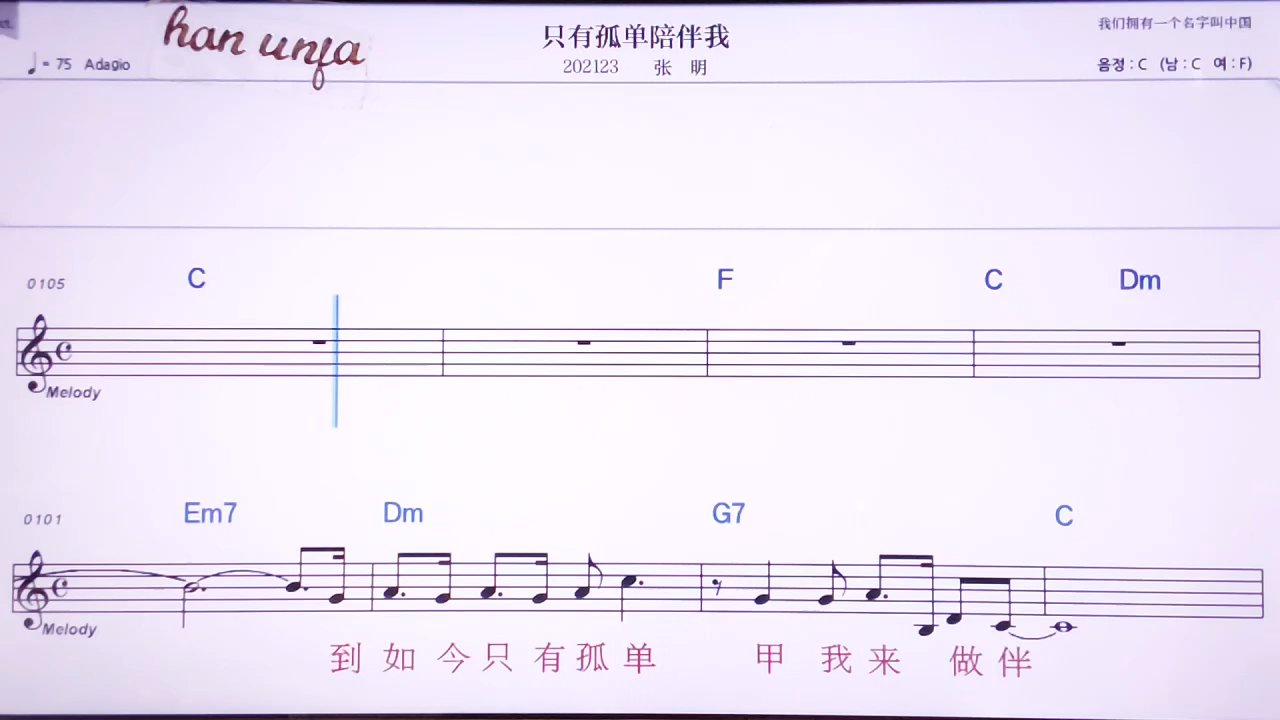 han unfa
只有孤单陪伴我
我们拥有一个名字叫中国
♩= 75 Adagio
202123 张 明
음정 : C (남 : C 여 : F)
0105
C F C Dm
Melody
0101
Em7 Dm G7 C
Melody
到 如 今 只 有 孤 单 甲 我 来 做 伴